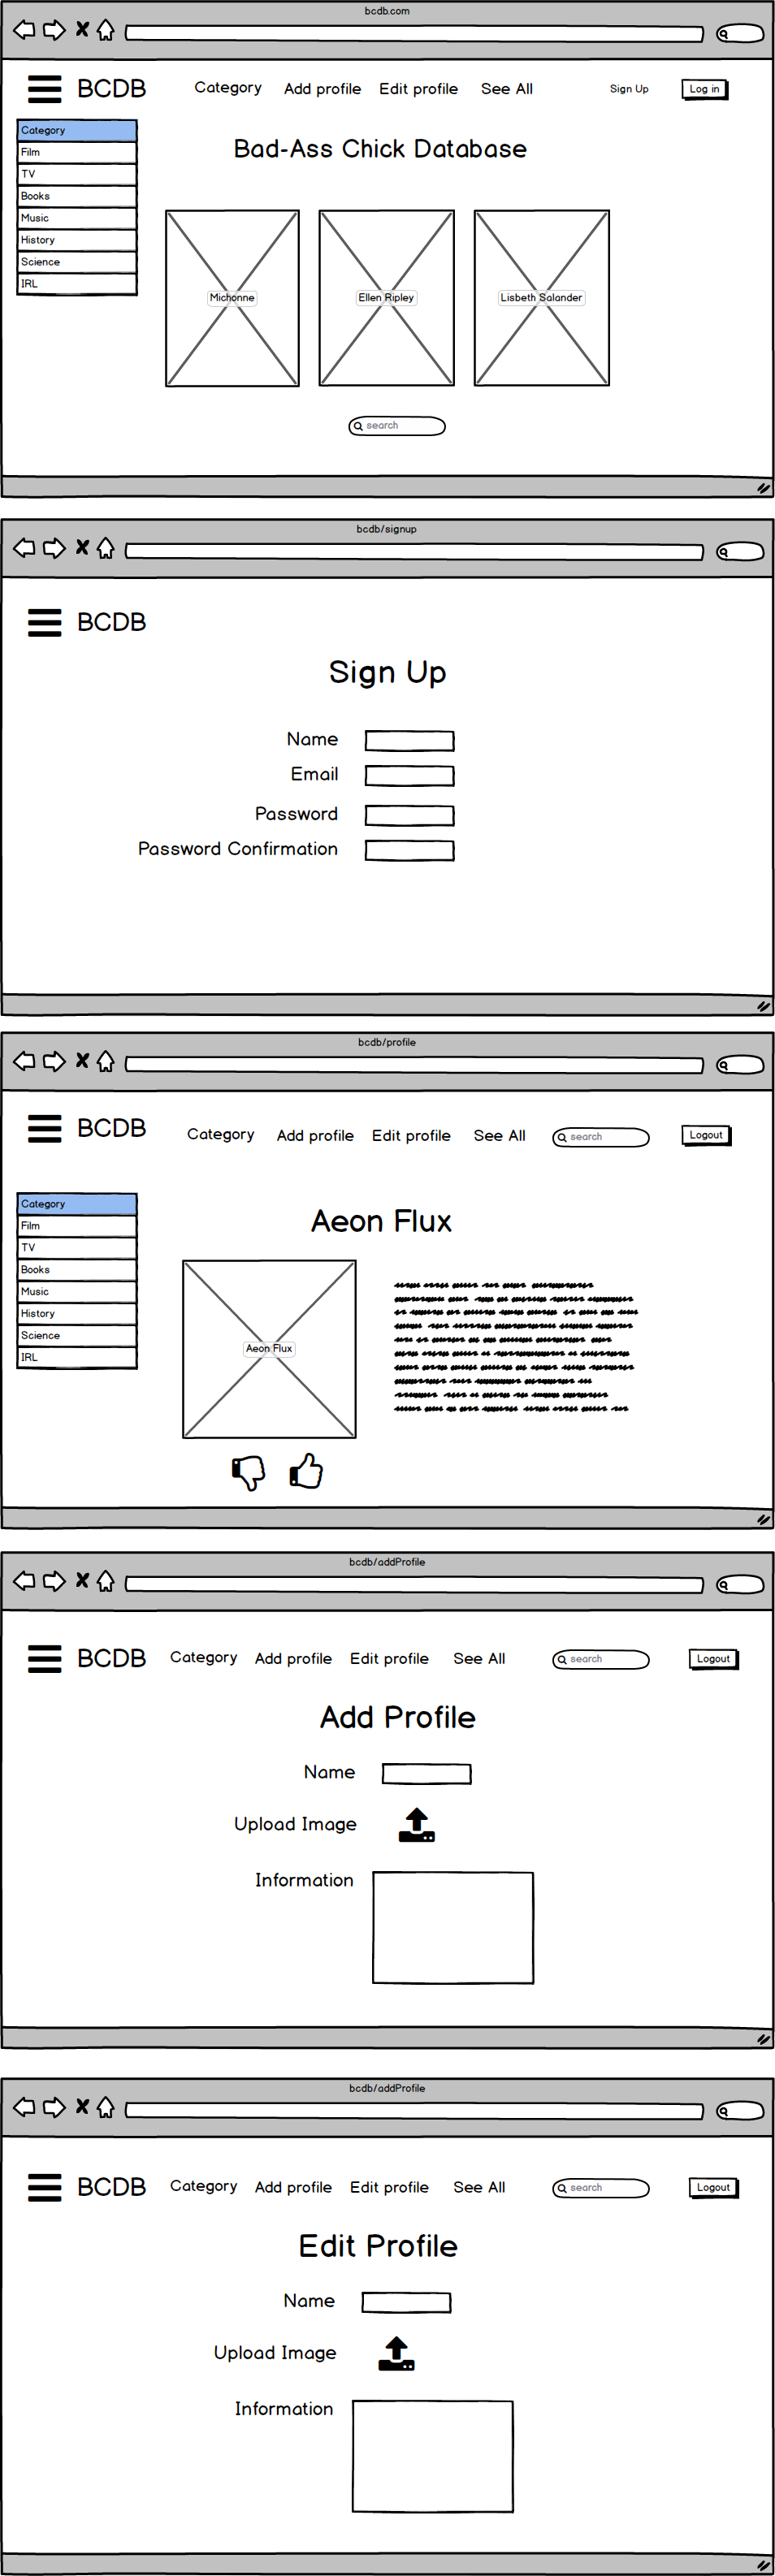 bcdb.com
BCDB Category Add profile Edit profile See All Sign Up Log in
Category
Film
TV
Books
Music
History
Science
IRL
Bad-Ass Chick Database
Michonne Ellen Ripley Lisbeth Salander
search
bcdb/signup
BCDB
Sign Up
Name
Email
Password
Password Confirmation
bcdb/profile
BCDB Category Add profile Edit profile See All search Logout
Category
Film
TV
Books
Music
History
Science
IRL
Aeon Flux
Aeon Flux
bcdb/addProfile
BCDB Category Add profile Edit profile See All search Logout
Add Profile
Name
Upload Image
Information
bcdb/addProfile
BCDB Category Add profile Edit profile See All search Logout
Edit Profile
Name
Upload Image
Information